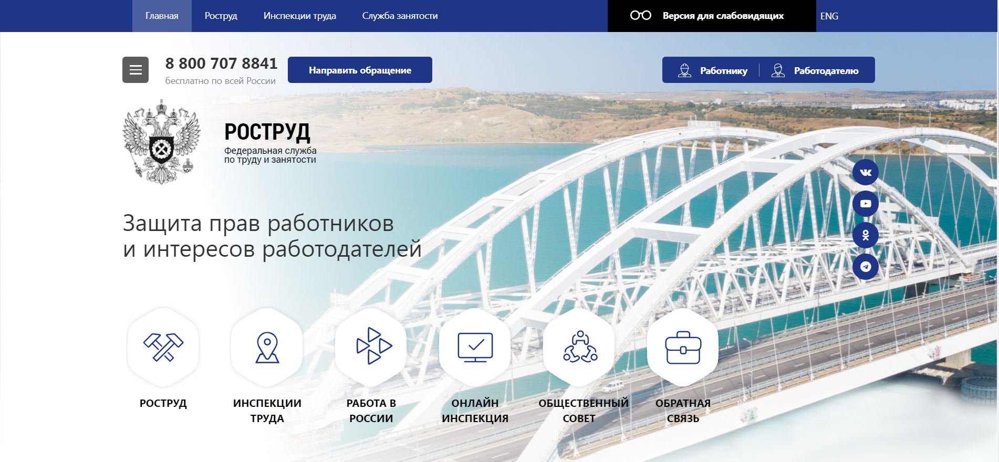 Главная
Роструд
Инспекции труда
Служба занятости
Версия для слабовидящих
ENG
8 800 707 8841
бесплатно по всей России
Направить обращение
Работнику
Работодателю
РОСТРУД
Федеральная служба
по труду и занятости
Защита прав работников
и интересов работодателей
РОСТРУД
ИНСПЕКЦИИ
ТРУДА
РАБОТА В
РОССИИ
ОНЛАЙН
ИНСПЕКЦИЯ
ОБЩЕСТВЕННЫЙ
СОВЕТ
ОБРАТНАЯ
СВЯЗЬ